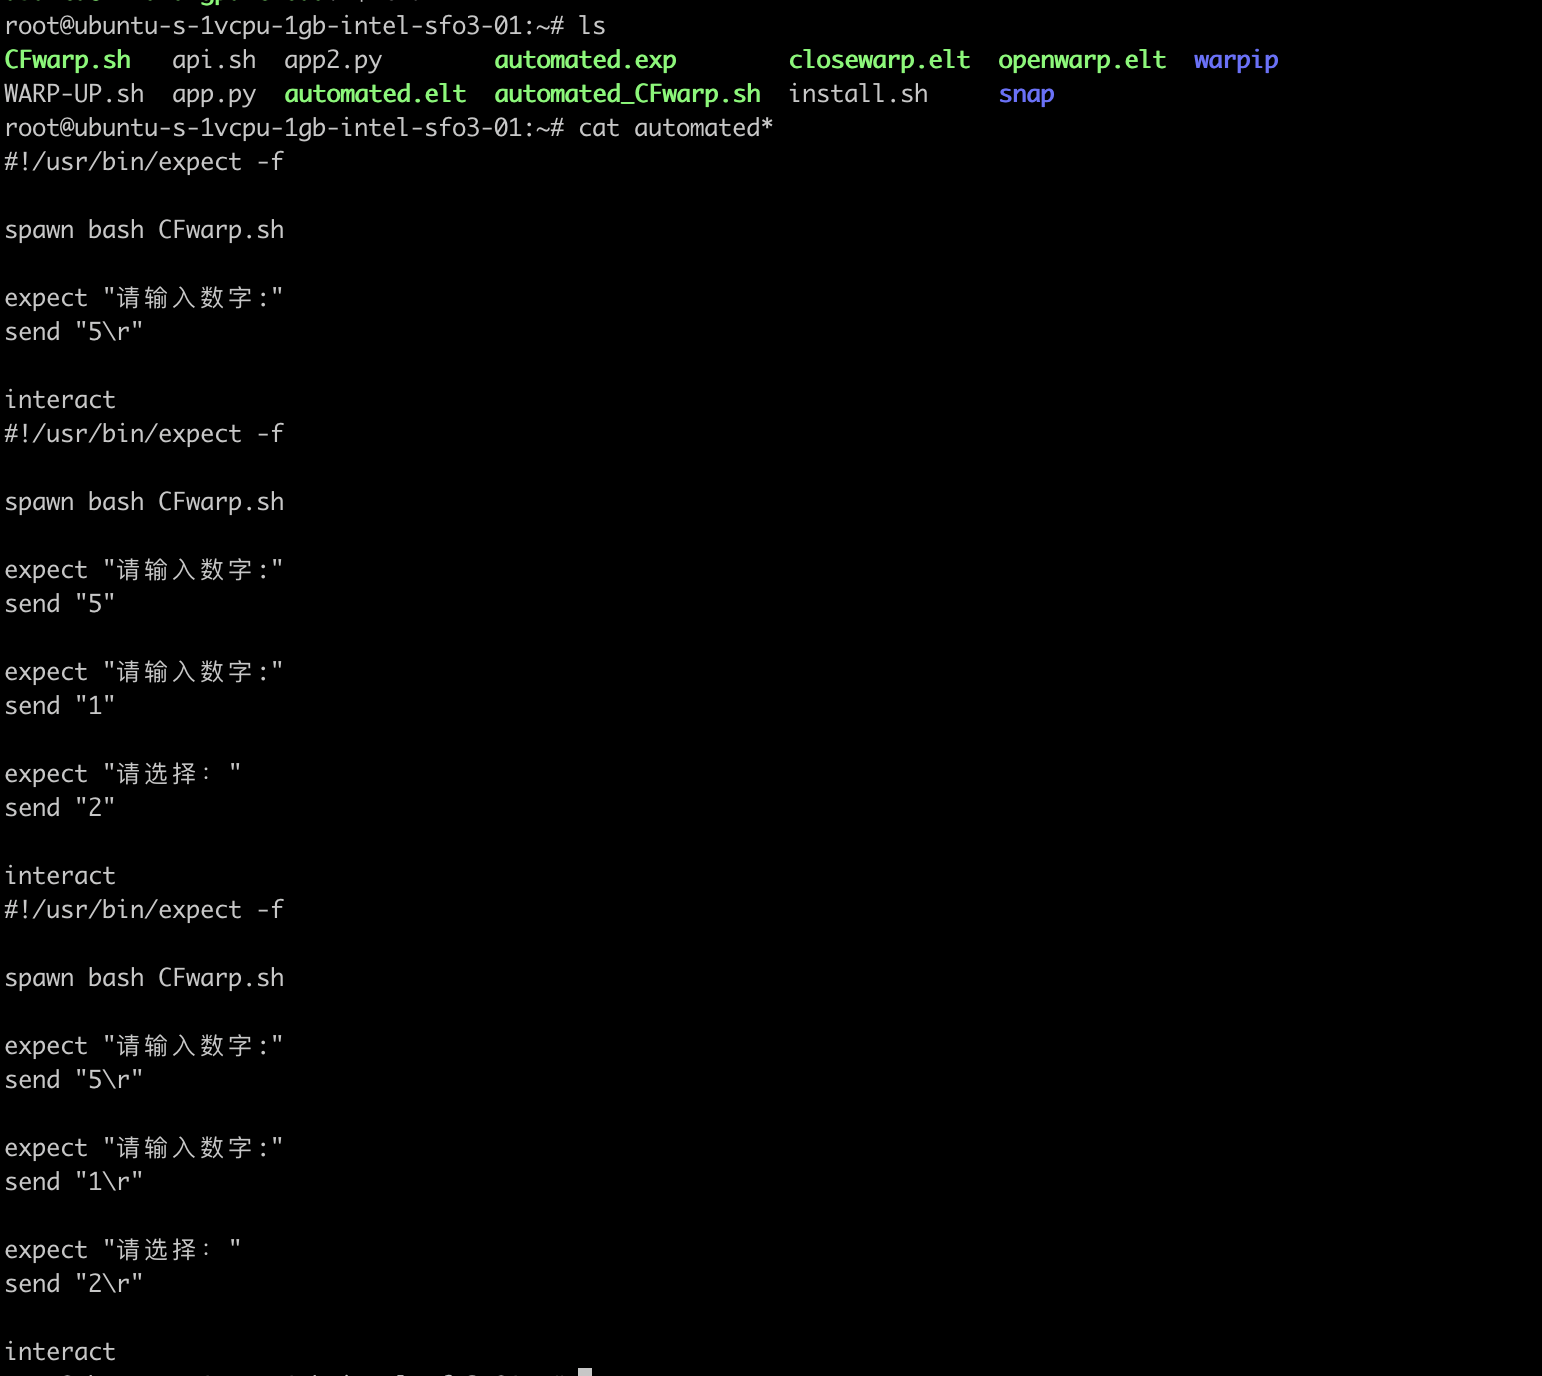 root@ubuntu-s-1vcpu-1gb-intel-sfo3-01:~# ls
CFwarp.sh api.sh app2.py automated.exp closewarp.elt openwarp.elt warpip
WARP-UP.sh app.py automated.elt automated_CFwarp.sh install.sh snap
root@ubuntu-s-1vcpu-1gb-intel-sfo3-01:~# cat automated*
#!/usr/bin/expect -f
spawn bash CFwarp.sh
expect "请输入数字:"
send "5\r"
interact
#!/usr/bin/expect -f
spawn bash CFwarp.sh
expect "请输入数字:"
send "5"
expect "请输入数字:"
send "1"
expect "请选择: "
send "2"
interact
#!/usr/bin/expect -f
spawn bash CFwarp.sh
expect "请输入数字:"
send "5\r"
expect "请输入数字:"
send "1\r"
expect "请选择: "
send "2\r"
interact